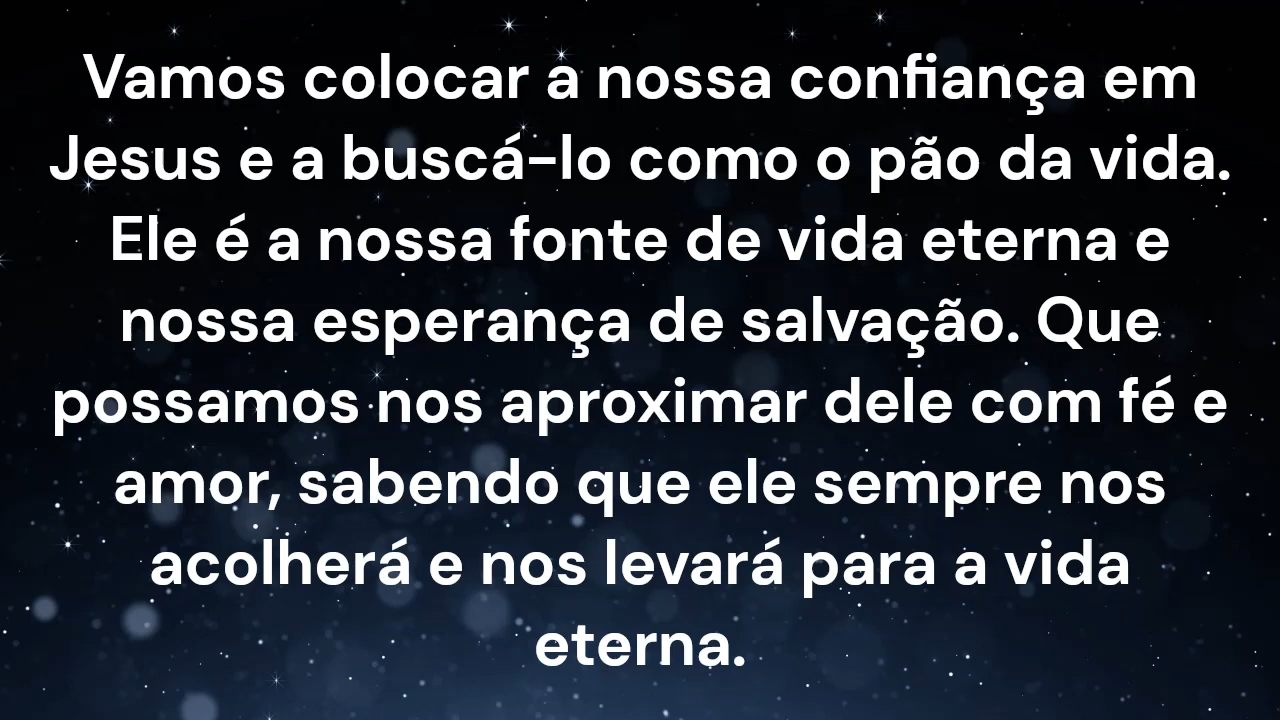 Vamos colocar a nossa confiança em
Jesus e a buscá-lo como o pão da vida.
Ele é a nossa fonte de vida eterna e
nossa esperança de salvação. Que
possamos nos aproximar dele com fé e
amor, sabendo que ele sempre nos
acolherá e nos levará para a vida
eterna.